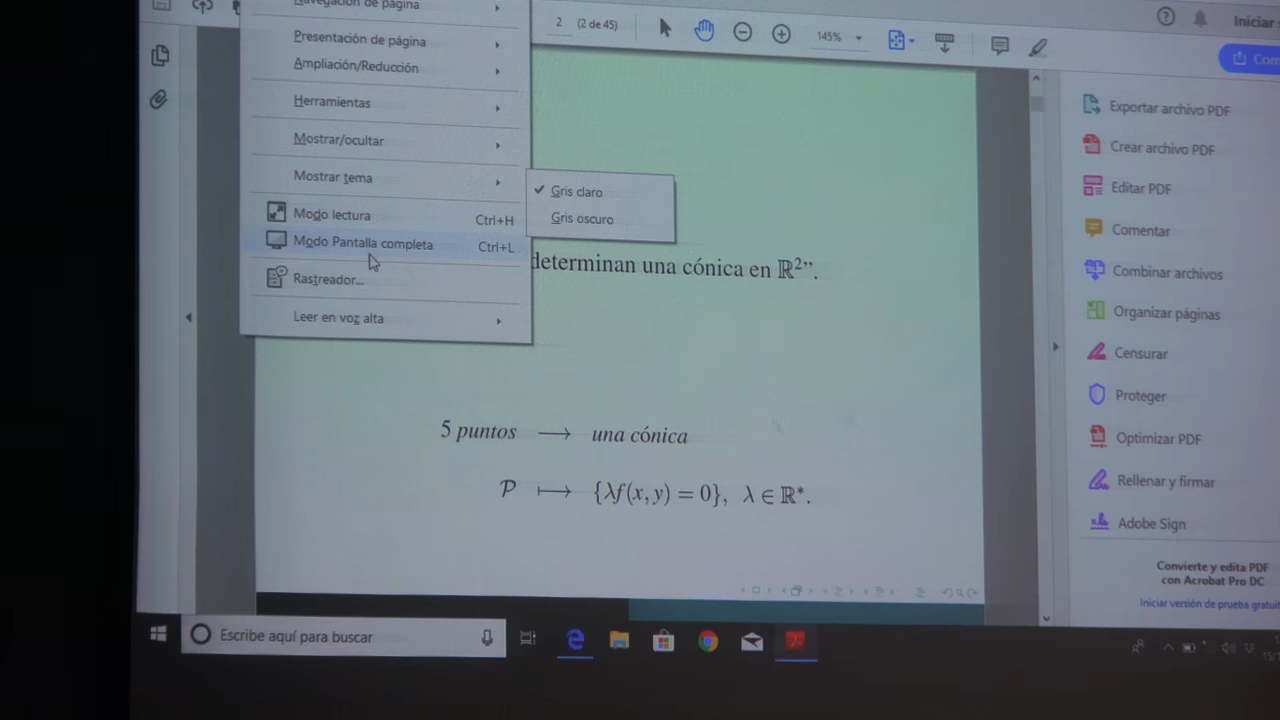 Navegación de página
2 (2 de 45)
145%
Iniciar
Presentación de página
Ampliación/Reducción
Herramientas
Mostrar/ocultar
Mostrar tema
Gris claro
Gris oscuro
Modo lectura Ctrl+H
Modo Pantalla completa Ctrl+L
Rastreador...
Leer en voz alta
determinan una cónica en ℝ²”.
5 puntos ⟶ una cónica
𝒫 ⟼ {λf(x, y) = 0}, λ ∈ ℝ*.
Exportar archivo PDF
Crear archivo PDF
Editar PDF
Comentar
Combinar archivos
Organizar páginas
Censurar
Proteger
Optimizar PDF
Rellenar y firmar
Adobe Sign
Convierte y edita PDF
con Acrobat Pro DC
Iniciar versión de prueba gratuit
Escribe aquí para buscar